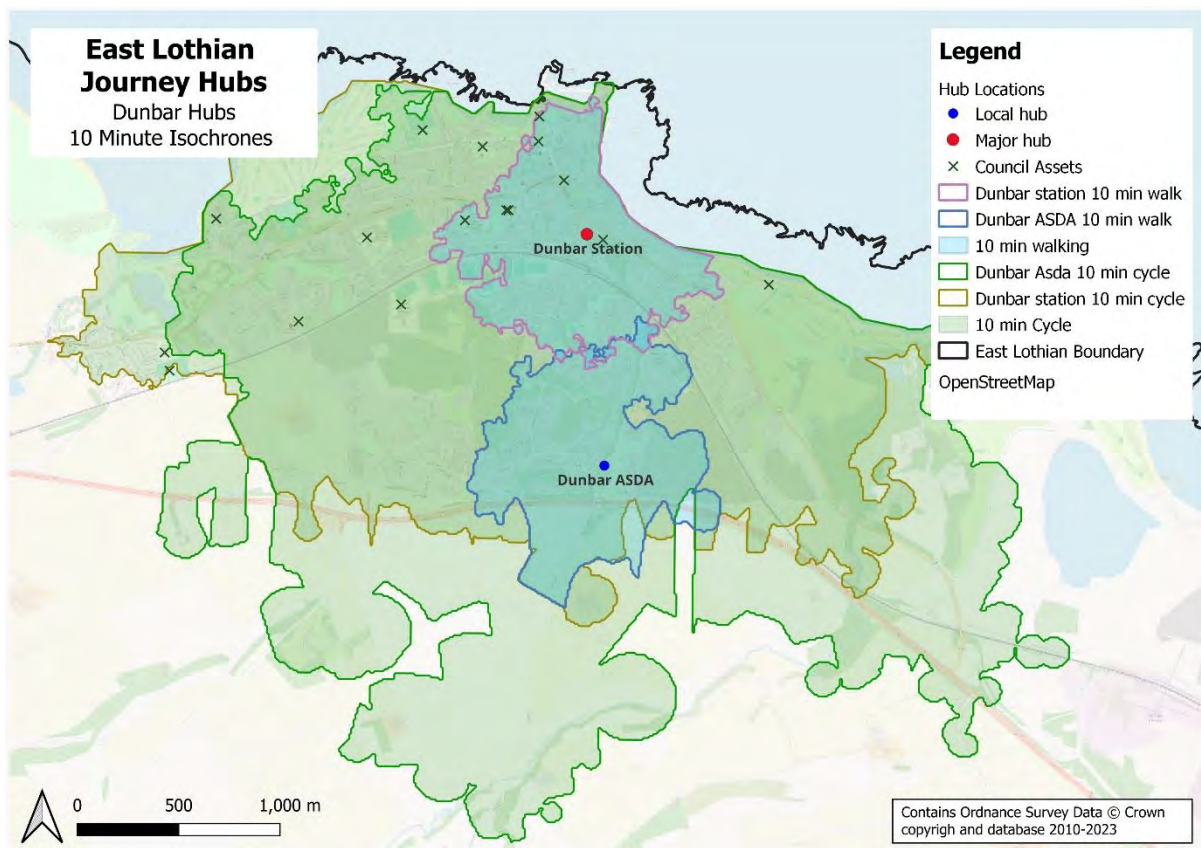 East Lothian
Journey Hubs
Dunbar Hubs
10 Minute Isochrones
Legend
Hub Locations
Local hub
Major hub
Council Assets
Dunbar station 10 min walk
Dunbar ASDA 10 min walk
10 min walking
Dunbar Asda 10 min cycle
Dunbar station 10 min cycle
10 min Cycle
East Lothian Boundary
OpenStreetMap
Dunbar Station
Dunbar ASDA
0 500 1,000 m
Contains Ordnance Survey Data © Crown
copyrigh and database 2010-2023